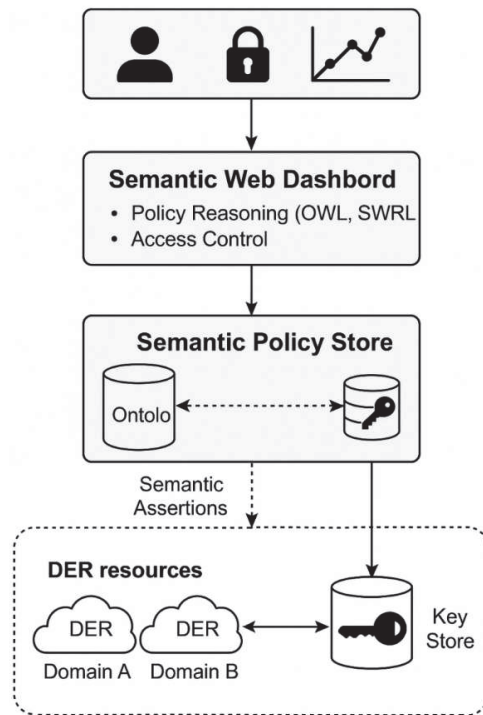 Semantic Web Dashbord
• Policy Reasoning (OWL, SWRL
• Access Control
Semantic Policy Store
Ontolo
Semantic
Assertions
DER resources
DER
DER
Domain A
Domain B
Key
Store